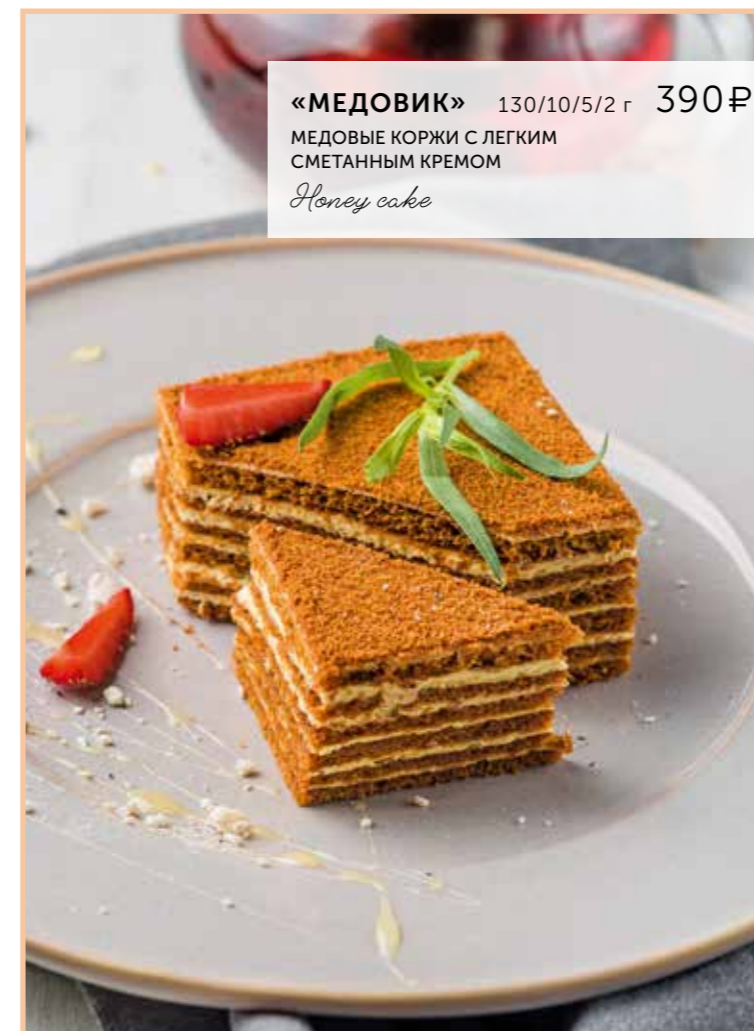 «МЕДОВИК» 130/10/5/2 г 390₽
МЕДОВЫЕ КОРЖИ С ЛЕГКИМ
СМЕТАННЫМ КРЕМОМ
Honey cake